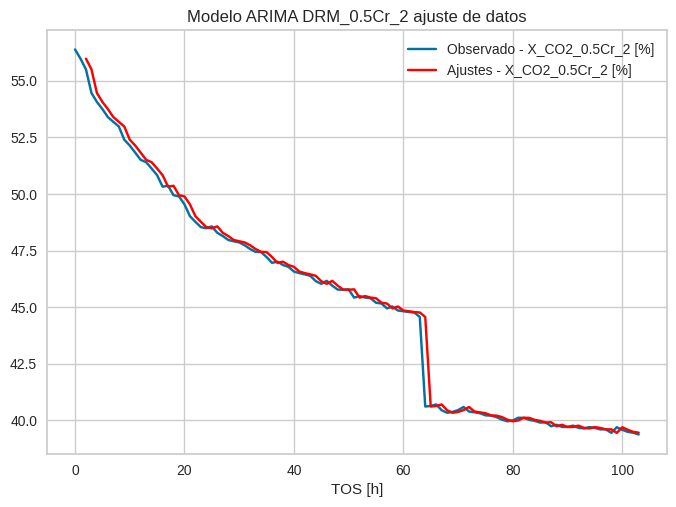 Modelo ARIMA DRM_0.5Cr_2 ajuste de datos
Observado - X_CO2_0.5Cr_2 [%]
Ajustes - X_CO2_0.5Cr_2 [%]
55.0
52.5
50.0
47.5
45.0
42.5
40.0
0 20 40 60 80 100
TOS [h]